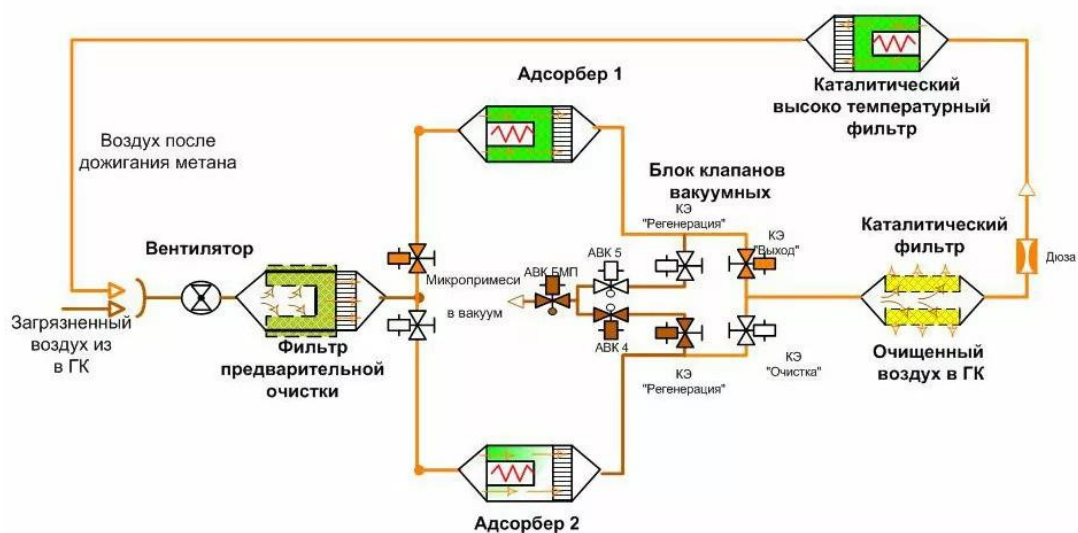 Адсорбер 1
Каталитический
высоко температурный
фильтр
Воздух после
дожигания метана
Блок клапанов
вакуумных
КЭ
"Регенерация"
КЭ
"Выход"
Каталитический
фильтр
Вентилятор
АВК БМП
АВК 5
Микропримеси
в вакуум
Дюза
Загрязненный
воздух из
в ГК
Фильтр
предварительной
очистки
АВК 4
КЭ
"Регенерация"
КЭ
"Очистка"
Очищенный
воздух в ГК
Адсорбер 2